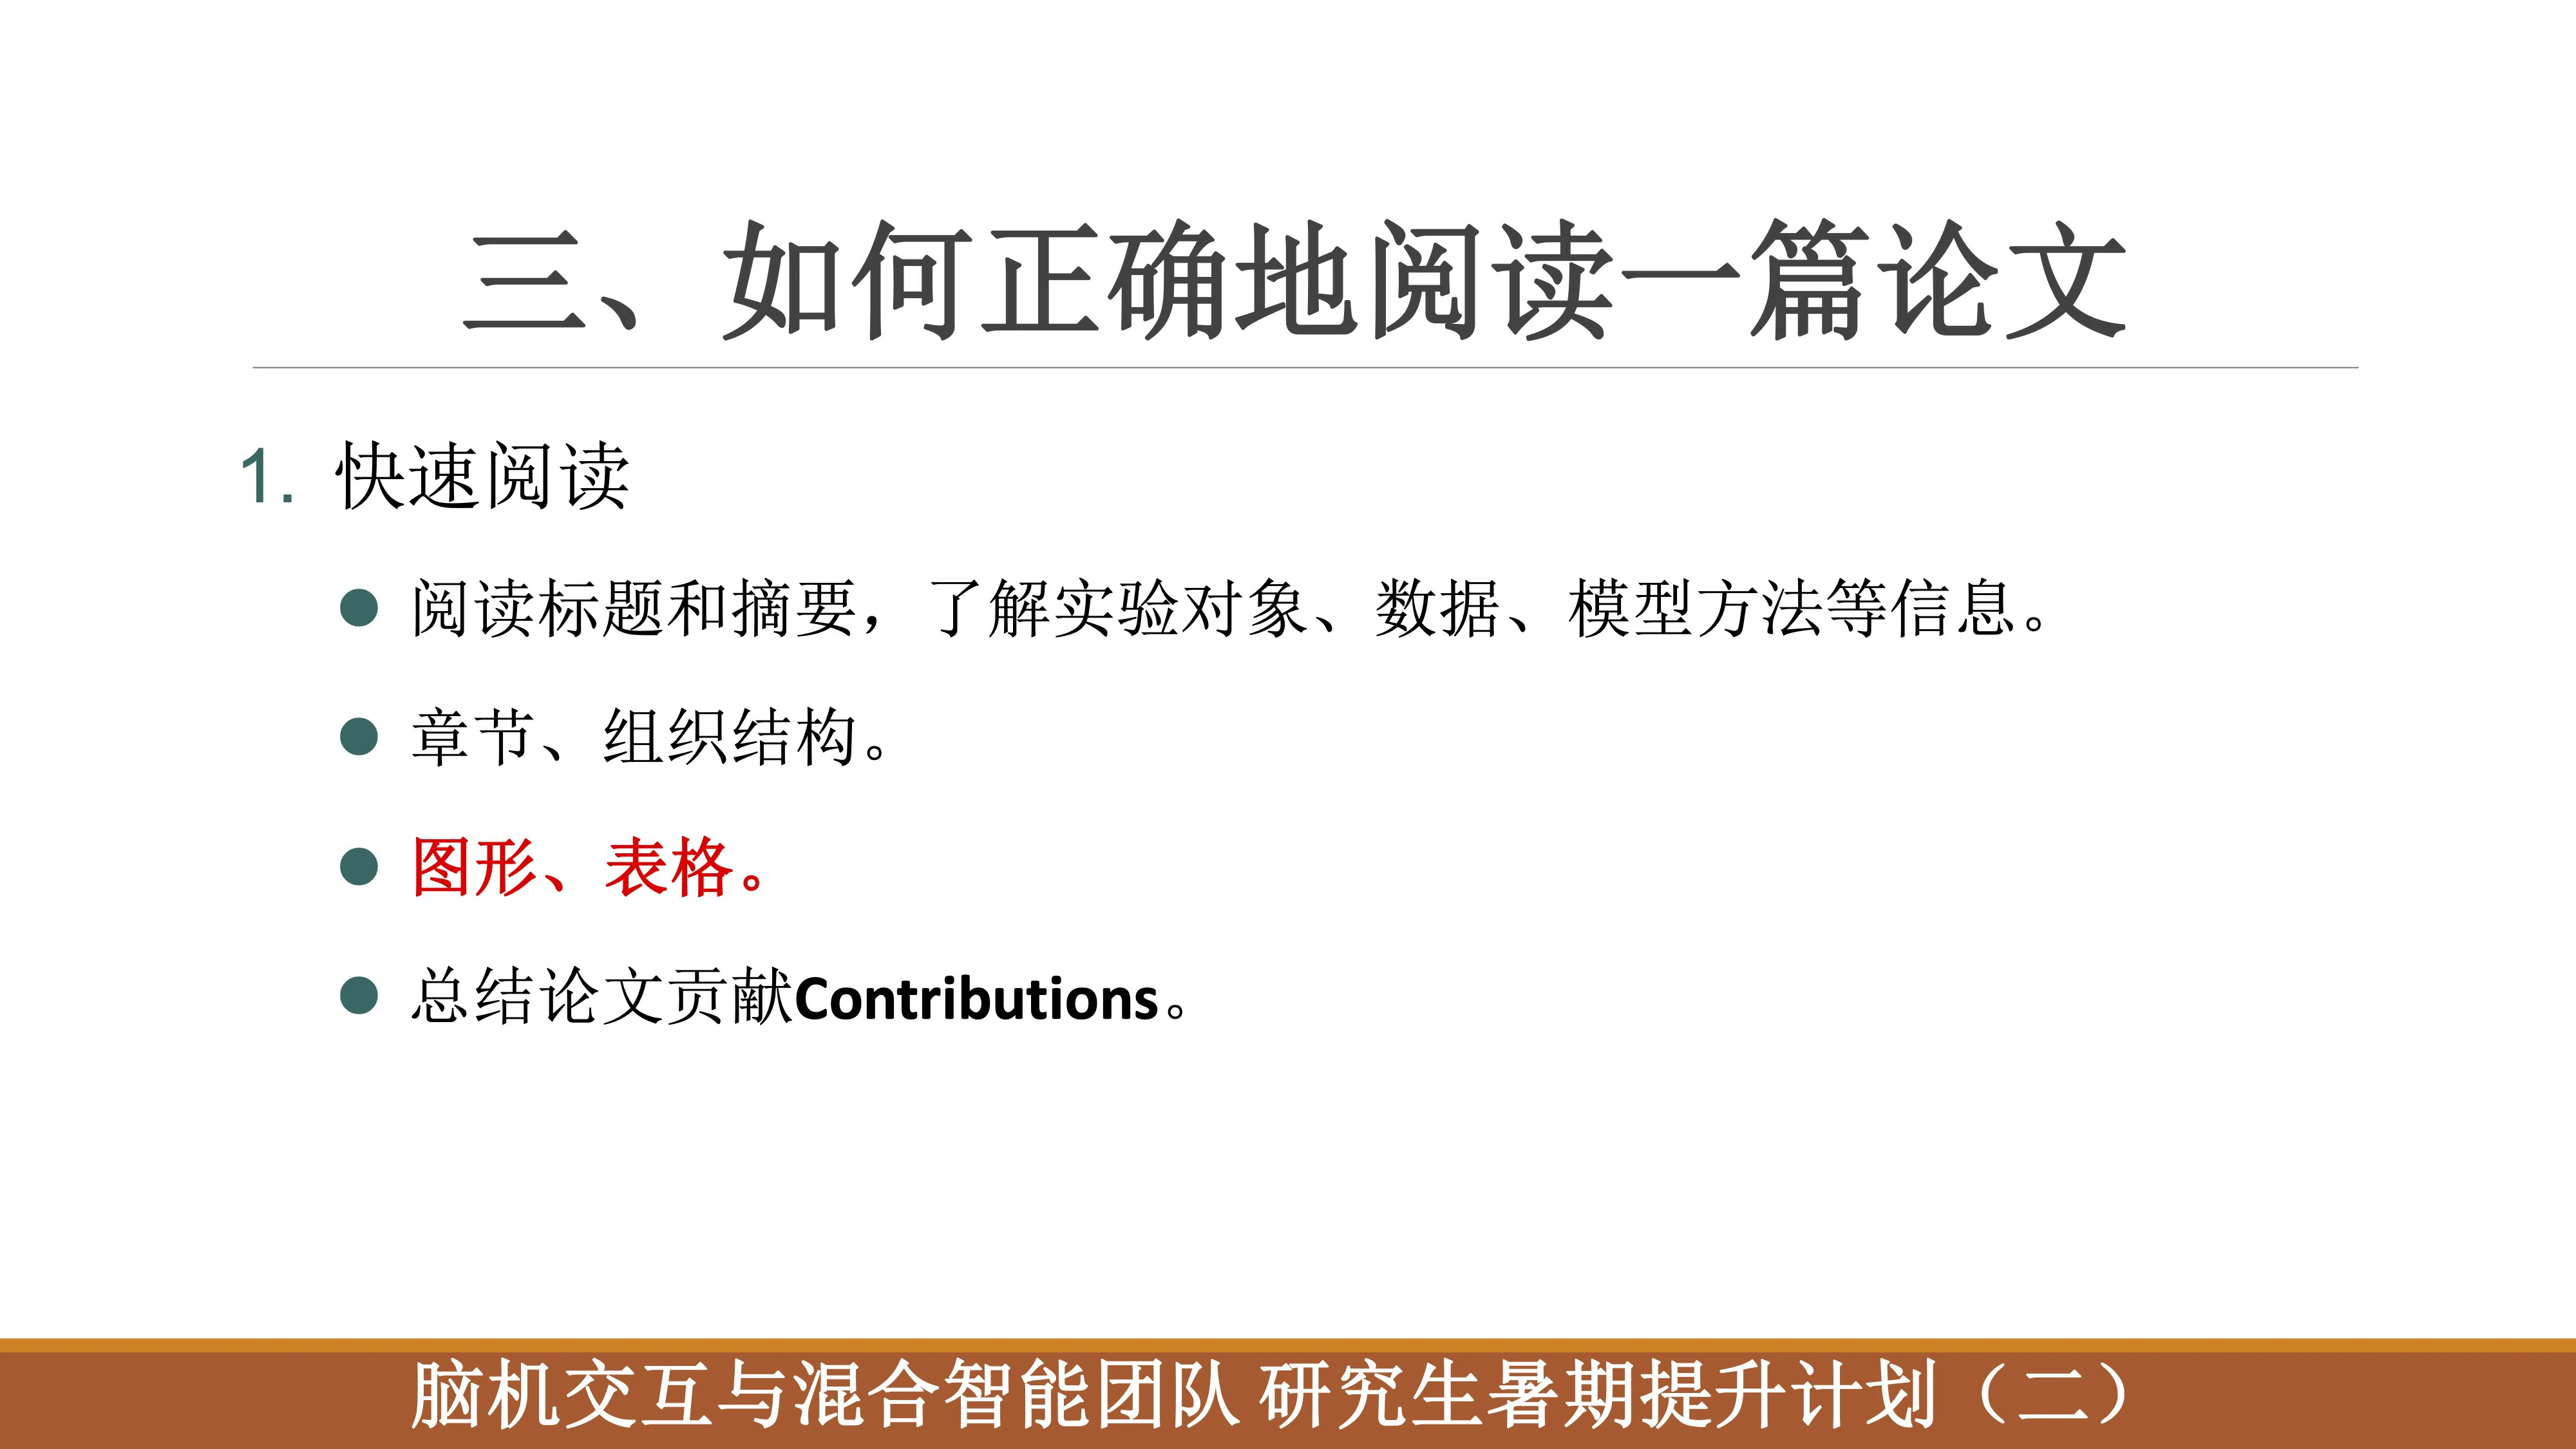 三、如何正确地阅读一篇论文
1. 快速阅读
● 阅读标题和摘要，了解实验对象、数据、模型方法等信息。
● 章节、组织结构。
● 图形、表格。
● 总结论文贡献Contributions。
脑机交互与混合智能团队 研究生暑期提升计划（二）